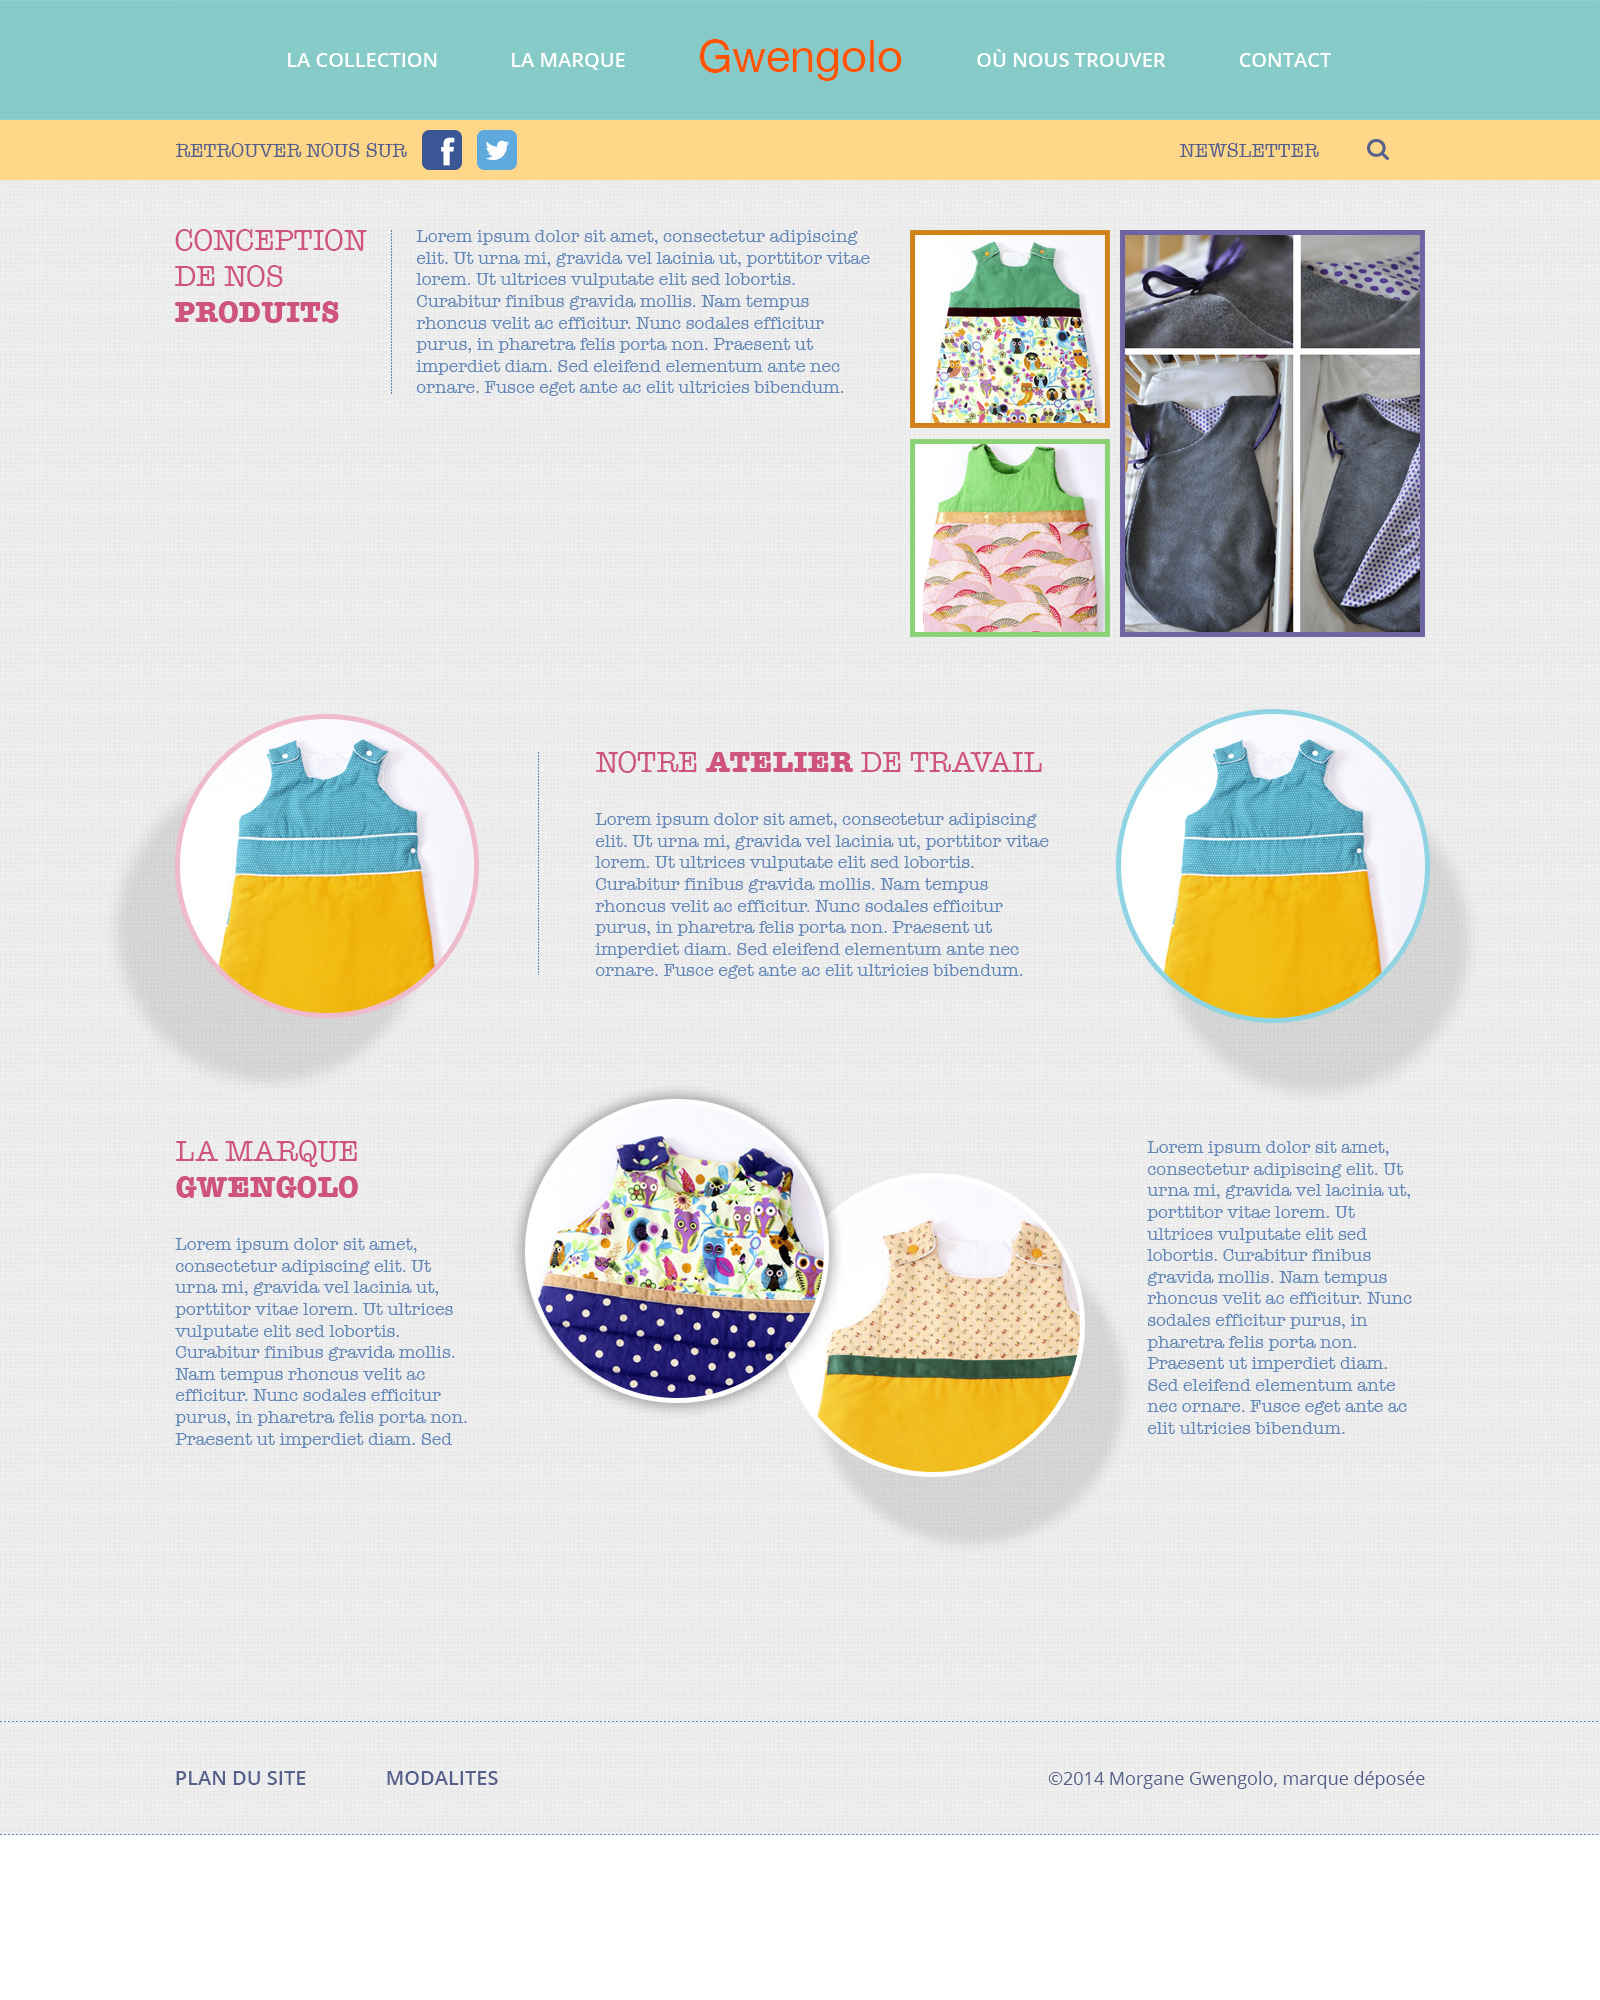 LA COLLECTION
LA MARQUE
Gwengolo
OÙ NOUS TROUVER
CONTACT
RETROUVER NOUS SUR
NEWSLETTER
CONCEPTION
DE NOS
PRODUITS
Lorem ipsum dolor sit amet, consectetur adipiscing
elit. Ut urna mi, gravida vel lacinia ut, porttitor vitae
lorem. Ut ultrices vulputate elit sed lobortis.
Curabitur finibus gravida mollis. Nam tempus
rhoncus velit ac efficitur. Nunc sodales efficitur
purus, in pharetra felis porta non. Praesent ut
imperdiet diam. Sed eleifend elementum ante nec
ornare. Fusce eget ante ac elit ultricies bibendum.
NOTRE ATELIER DE TRAVAIL
Lorem ipsum dolor sit amet, consectetur adipiscing
elit. Ut urna mi, gravida vel lacinia ut, porttitor vitae
lorem. Ut ultrices vulputate elit sed lobortis.
Curabitur finibus gravida mollis. Nam tempus
rhoncus velit ac efficitur. Nunc sodales efficitur
purus, in pharetra felis porta non. Praesent ut
imperdiet diam. Sed eleifend elementum ante nec
ornare. Fusce eget ante ac elit ultricies bibendum.
LA MARQUE
GWENGOLO
Lorem ipsum dolor sit amet,
consectetur adipiscing elit. Ut
urna mi, gravida vel lacinia ut,
porttitor vitae lorem. Ut ultrices
vulputate elit sed lobortis.
Curabitur finibus gravida mollis.
Nam tempus rhoncus velit ac
efficitur. Nunc sodales efficitur
purus, in pharetra felis porta non.
Praesent ut imperdiet diam. Sed
Lorem ipsum dolor sit amet,
consectetur adipiscing elit. Ut
urna mi, gravida vel lacinia ut,
porttitor vitae lorem. Ut
ultrices vulputate elit sed
lobortis. Curabitur finibus
gravida mollis. Nam tempus
rhoncus velit ac efficitur. Nunc
sodales efficitur purus, in
pharetra felis porta non.
Praesent ut imperdiet diam.
Sed eleifend elementum ante
nec ornare. Fusce eget ante ac
elit ultricies bibendum.
PLAN DU SITE
MODALITES
©2014 Morgane Gwengolo, marque déposée